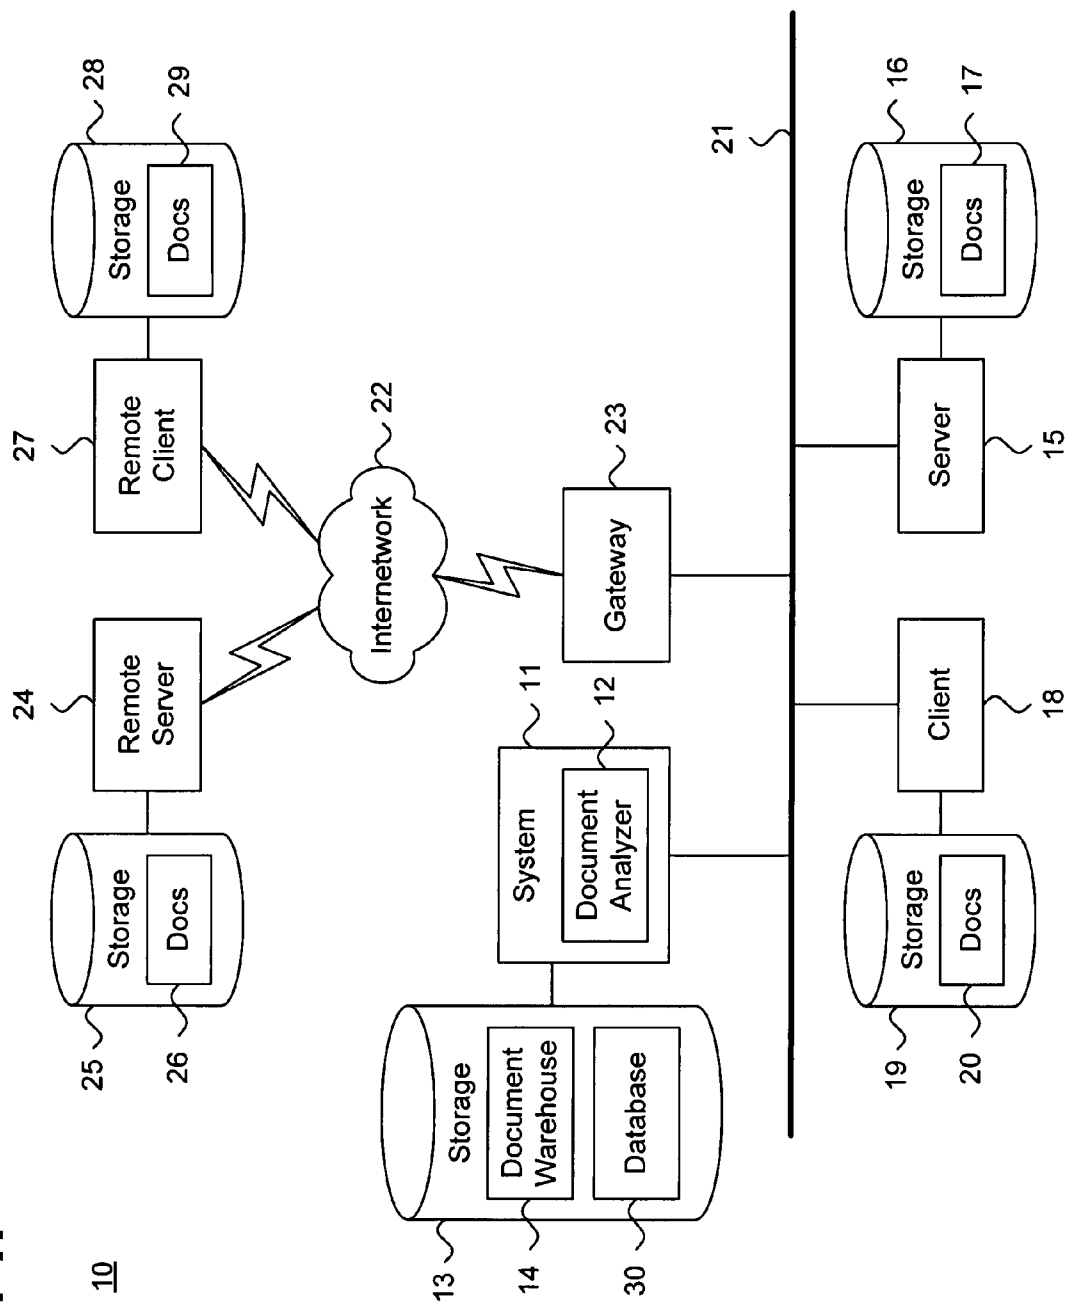 10
24
27
25
26
Storage
Docs
Remote
Server
Remote
Client
Storage
Docs
28
29
Internetwork
22
13
14
30
Storage
Document
Warehouse
Database
System
Document
Analyzer
11
12
Gateway
23
21
19
20
Storage
Docs
Client
18
Server
15
Storage
Docs
16
17